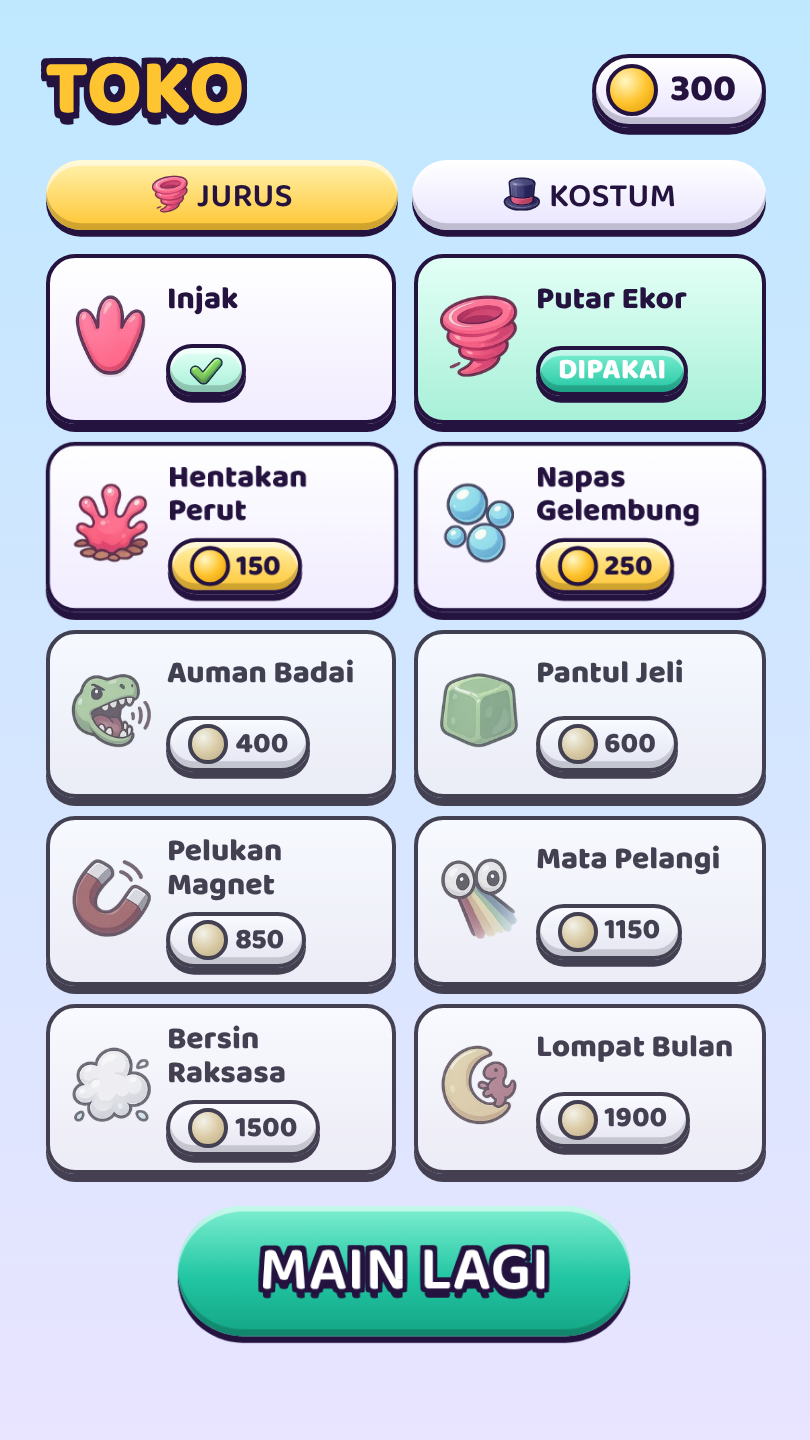 TOKO
300
JURUS
KOSTUM
Injak
Putar Ekor
DIPAKAI
Hentakan
Perut
150
Napas
Gelembung
250
Auman Badai
400
Pantul Jeli
600
Pelukan
Magnet
850
Mata Pelangi
1150
Bersin
Raksasa
1500
Lompat Bulan
1900
MAIN LAGI